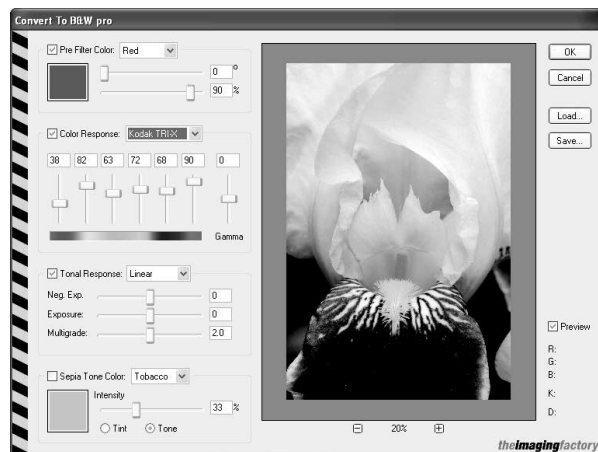 Convert To B&W pro
Pre Filter Color: Red
0 °
90 %
Color Response: Kodak TRI-X
38 82 63 72 68 90 0
Gamma
Tonal Response: Linear
Neg. Exp. 0
Exposure: 0
Multigrade: 2.0
Sepia Tone Color: Tobacco
Intensity
33 %
Tint Tone
20%
OK
Cancel
Load...
Save...
Preview
R:
G:
B:
K:
D:
theimagingfactory